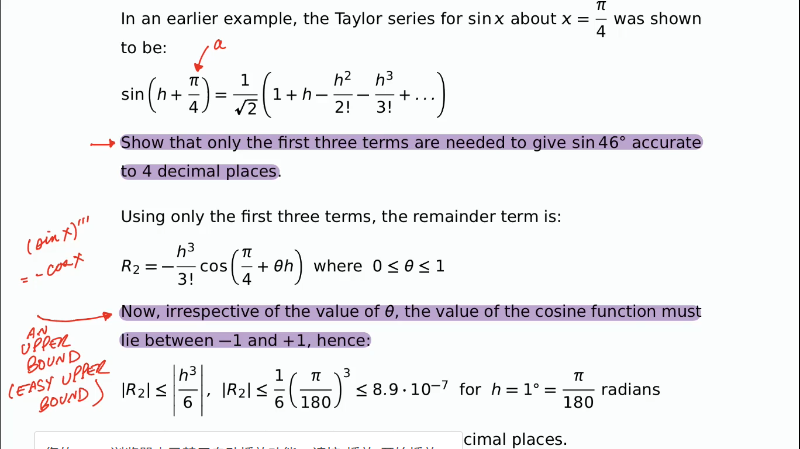 In an earlier example, the Taylor series for sin x about x = π/4 was shown
to be:
a
sin(h + π/4) = 1/√2 (1 + h − h²/2! − h³/3! + ...)
Show that only the first three terms are needed to give sin 46° accurate
to 4 decimal places.
Using only the first three terms, the remainder term is:
(sin x)'''
= -cos x
R₂ = −h³/3! cos(π/4 + θh) where 0 ≤ θ ≤ 1
Now, irrespective of the value of θ, the value of the cosine function must
lie between −1 and +1, hence:
AN
UPPER
BOUND
(EASY UPPER
BOUND)
|R₂| ≤ |h³/6|, |R₂| ≤ 1/6 (π/180)³ ≤ 8.9 · 10⁻⁷ for h = 1° = π/180 radians
cimal places.